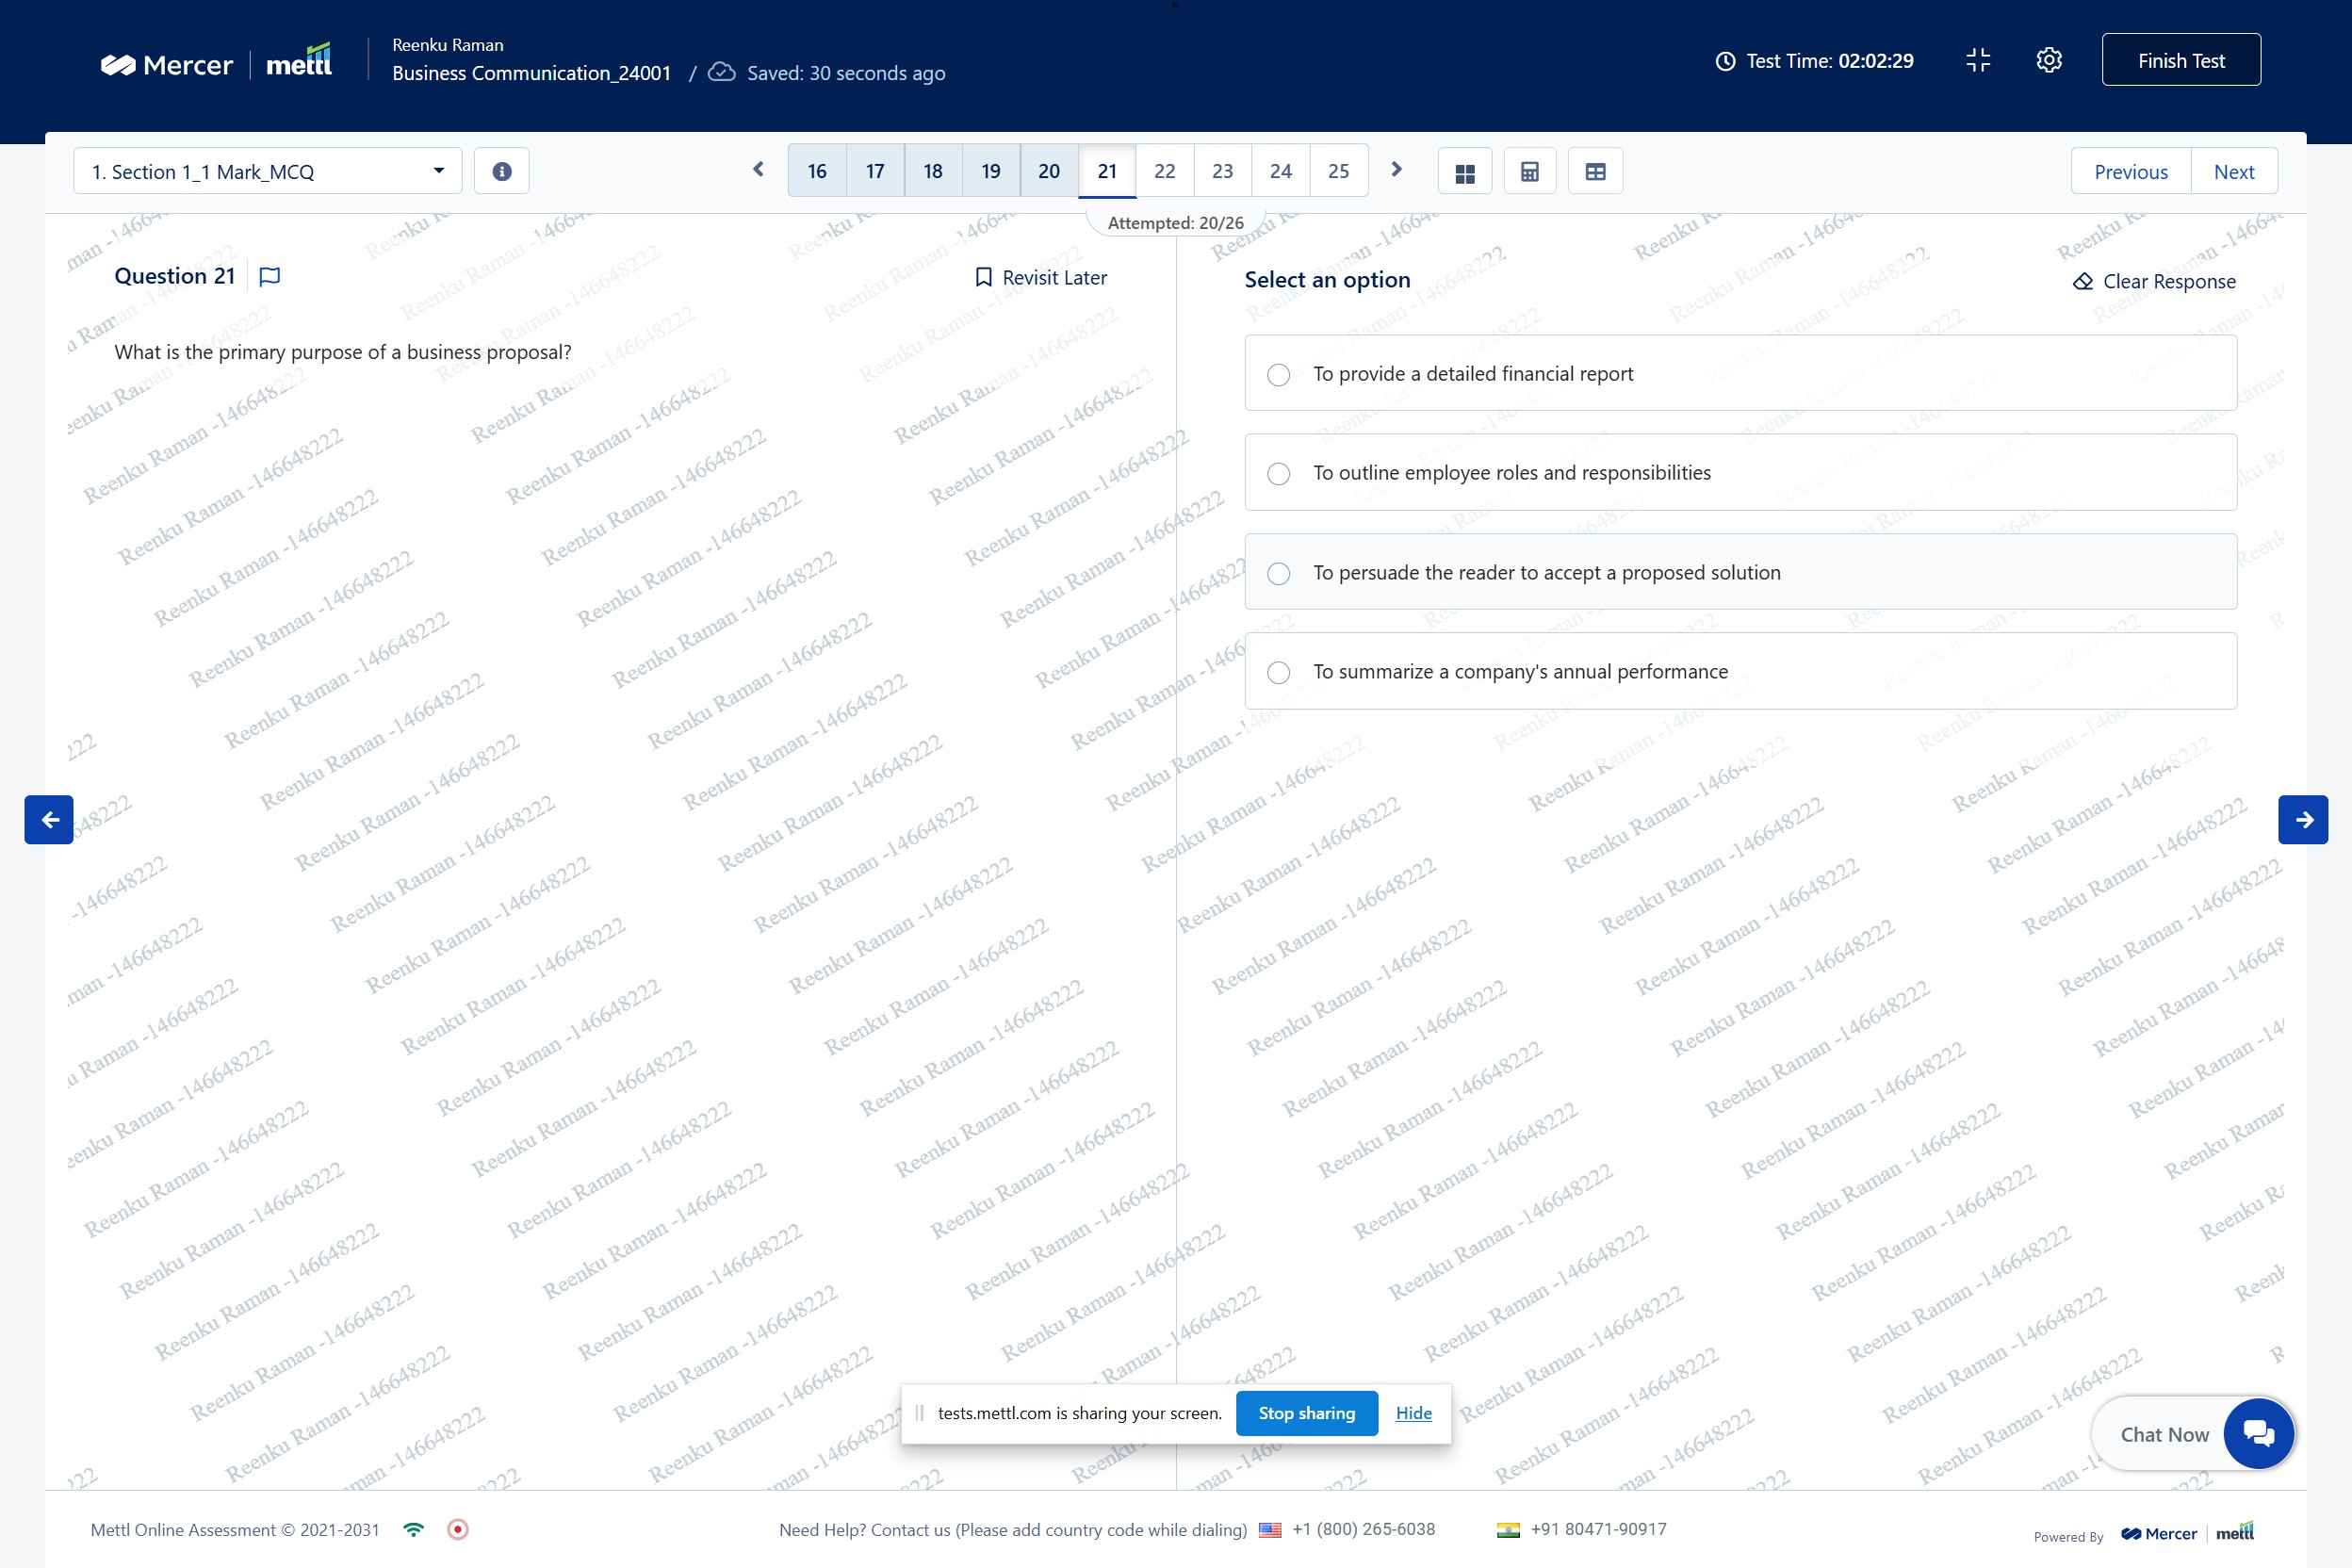 Mercer | mettl
Reenku Raman
Business Communication_24001 / Saved: 30 seconds ago
Test Time: 02:02:29
Finish Test
1. Section 1_1 Mark_MCQ
16 17 18 19 20 21 22 23 24 25
Previous Next
Attempted: 20/26
Question 21
Revisit Later
What is the primary purpose of a business proposal?
Select an option
Clear Response
To provide a detailed financial report
To outline employee roles and responsibilities
To persuade the reader to accept a proposed solution
To summarize a company's annual performance
Reenku Raman -146648222
tests.mettl.com is sharing your screen. Stop sharing Hide
Chat Now
Mettl Online Assessment © 2021-2031
Need Help? Contact us (Please add country code while dialing) +1 (800) 265-6038 +91 80471-90917
Powered By Mercer | mettl